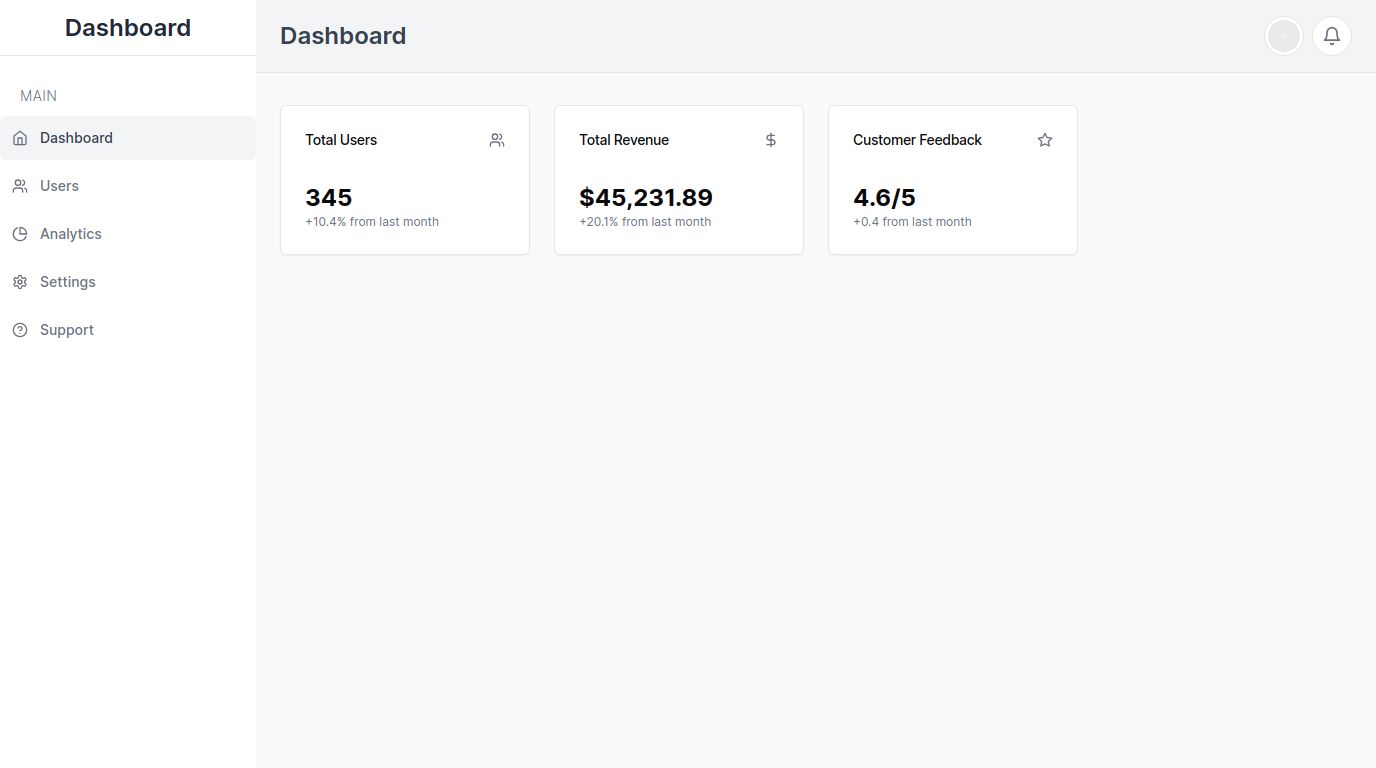 Dashboard
Dashboard
MAIN
Dashboard
Users
Analytics
Settings
Support
Total Users
345
+10.4% from last month
Total Revenue
$45,231.89
+20.1% from last month
Customer Feedback
4.6/5
+0.4 from last month